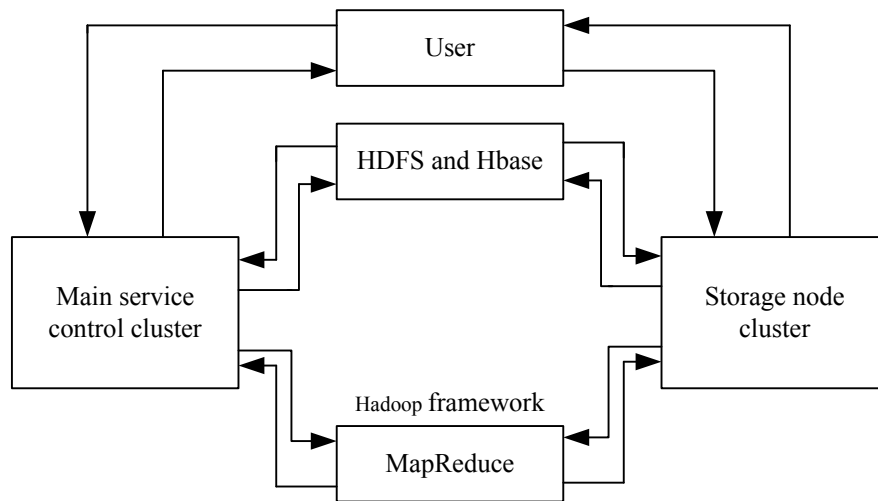 User
HDFS and Hbase
Main service
control cluster
Storage node
cluster
Hadoop framework
MapReduce